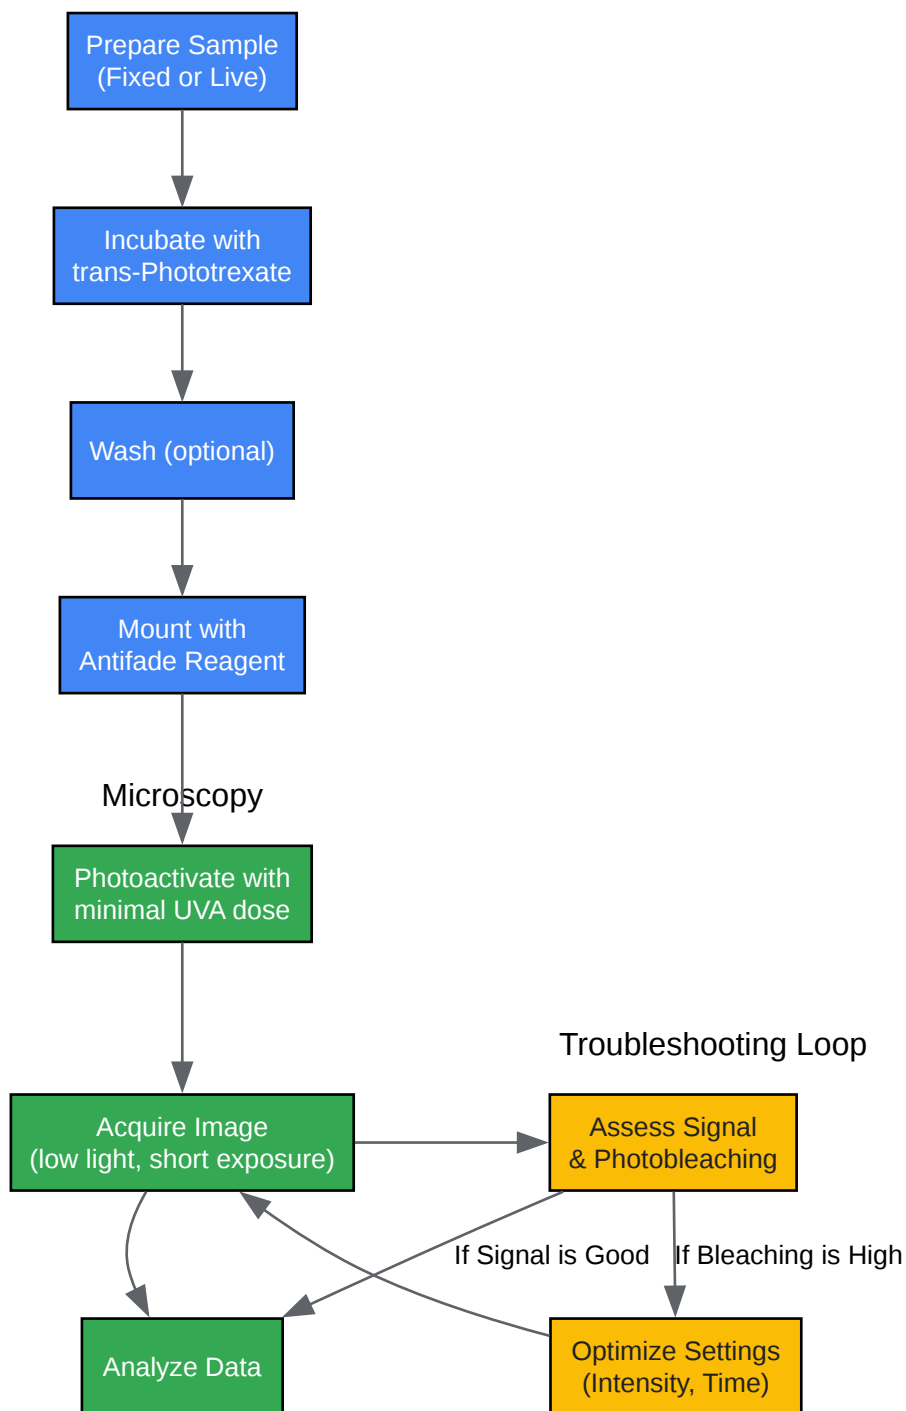 Prepare Sample
(Fixed or Live)
Incubate with
trans-Phototrexate
Wash (optional)
Mount with
Antifade Reagent
Microscopy
Photoactivate with
minimal UVA dose
Troubleshooting Loop
Acquire Image
(low light, short exposure)
Assess Signal
& Photobleaching
If Signal is Good
If Bleaching is High
Analyze Data
Optimize Settings
(Intensity, Time)